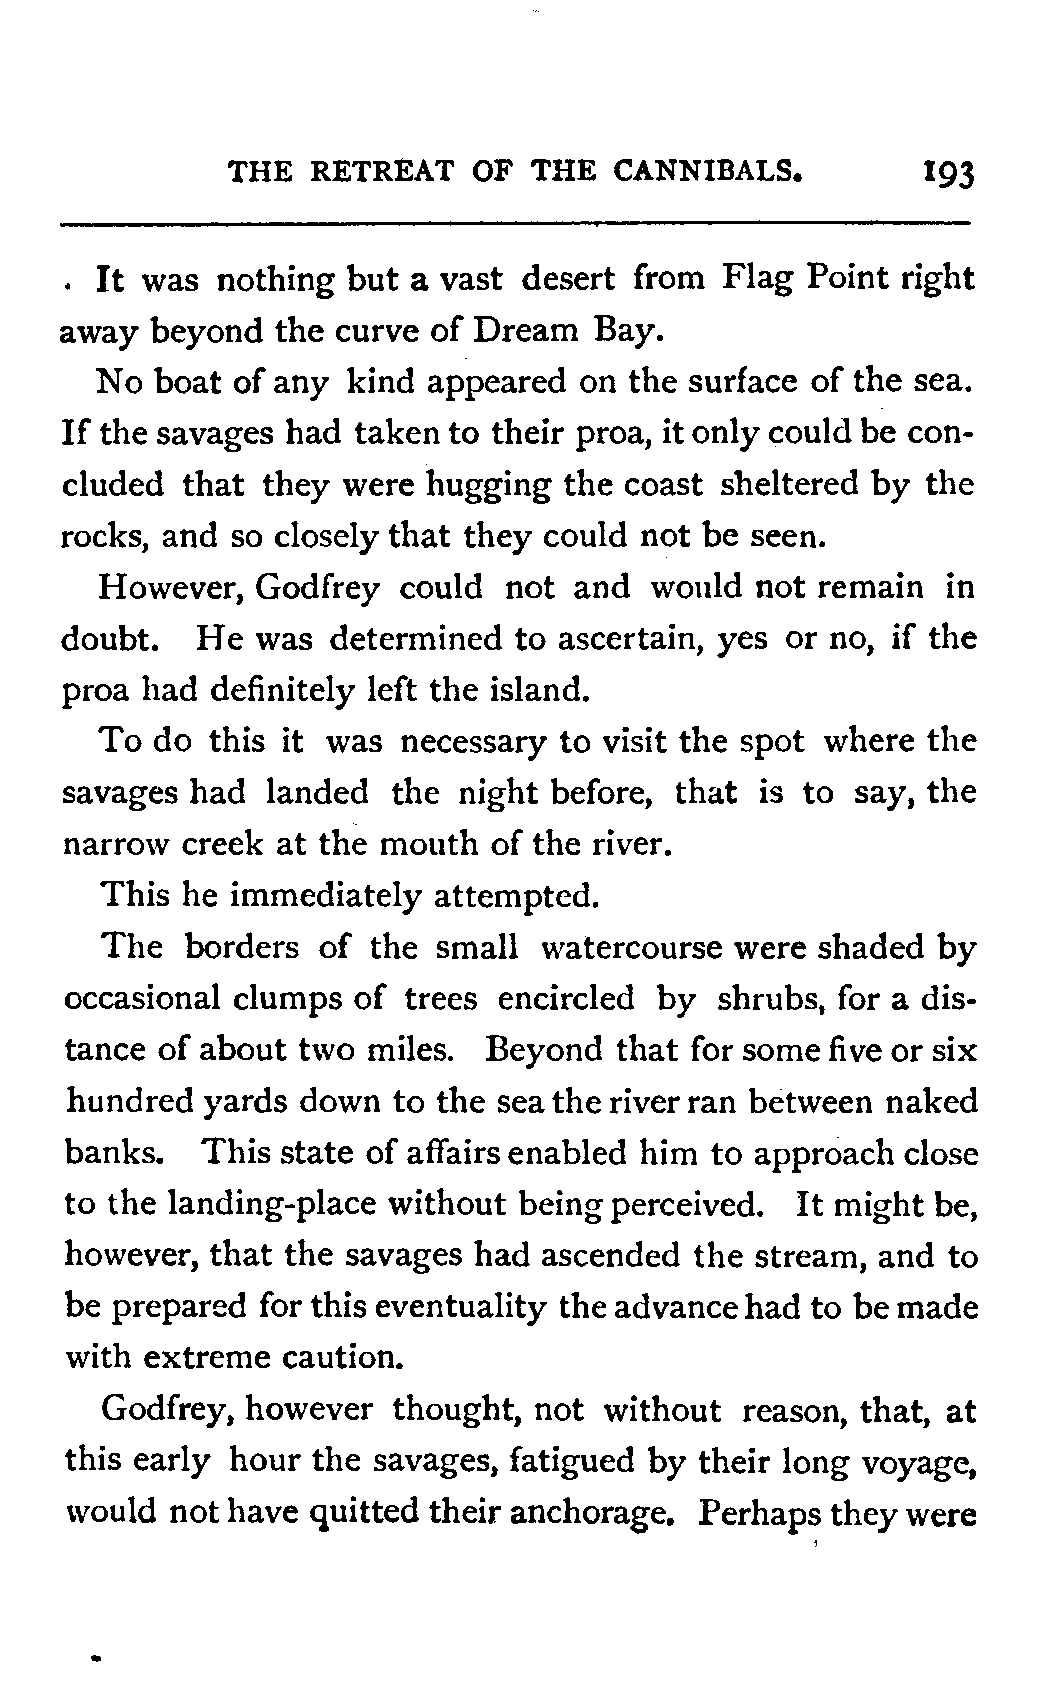 THE RETREAT OF THE CANNIBALS. 193
It was nothing but a vast desert from Flag Point right
away beyond the curve of Dream Bay.
No boat of any kind appeared on the surface of the sea.
If the savages had taken to their proa, it only could be con-
cluded that they were hugging the coast sheltered by the
rocks, and so closely that they could not be seen.
However, Godfrey could not and would not remain in
doubt. He was determined to ascertain, yes or no, if the
proa had definitely left the island.
To do this it was necessary to visit the spot where the
savages had landed the night before, that is to say, the
narrow creek at the mouth of the river.
This he immediately attempted.
The borders of the small watercourse were shaded by
occasional clumps of trees encircled by shrubs, for a dis-
tance of about two miles. Beyond that for some five or six
hundred yards down to the sea the river ran between naked
banks. This state of affairs enabled him to approach close
to the landing-place without being perceived. It might be,
however, that the savages had ascended the stream, and to
be prepared for this eventuality the advance had to be made
with extreme caution.
Godfrey, however thought, not without reason, that, at
this early hour the savages, fatigued by their long voyage,
would not have quitted their anchorage. Perhaps they were